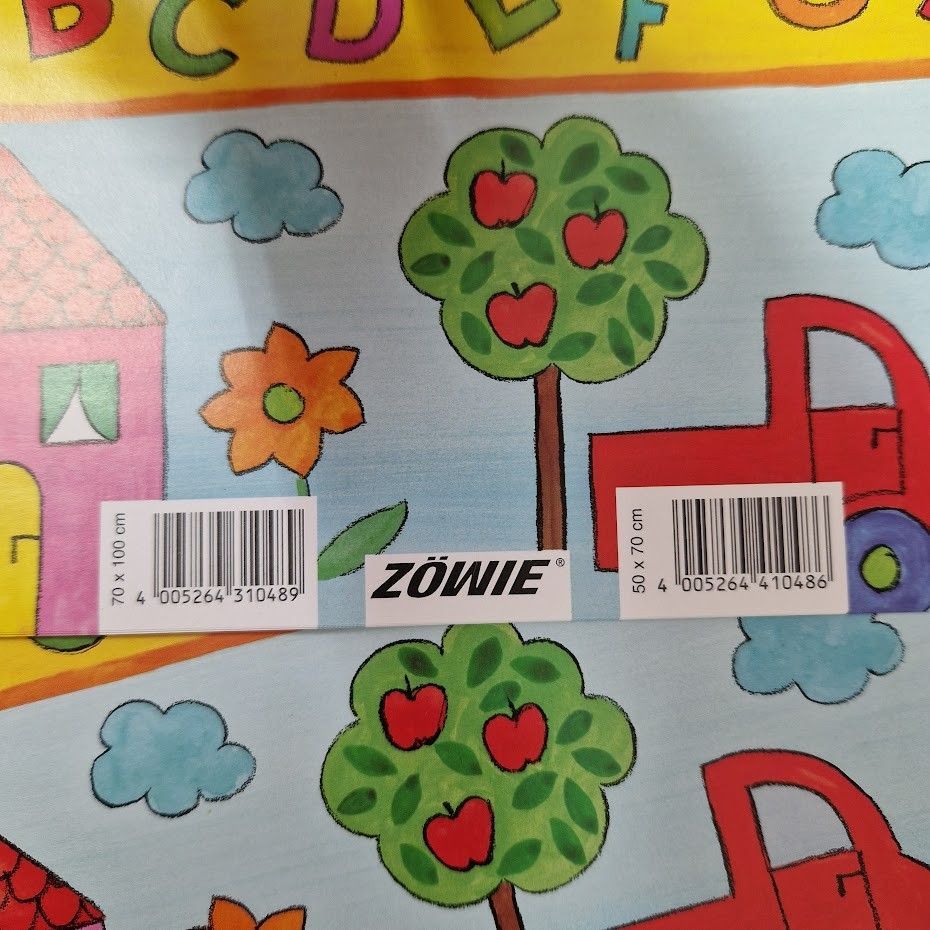 B C D E F G
70 x 100 cm
4 005264 310489
ZÖWIE®
50 x 70 cm
4 005264 410486